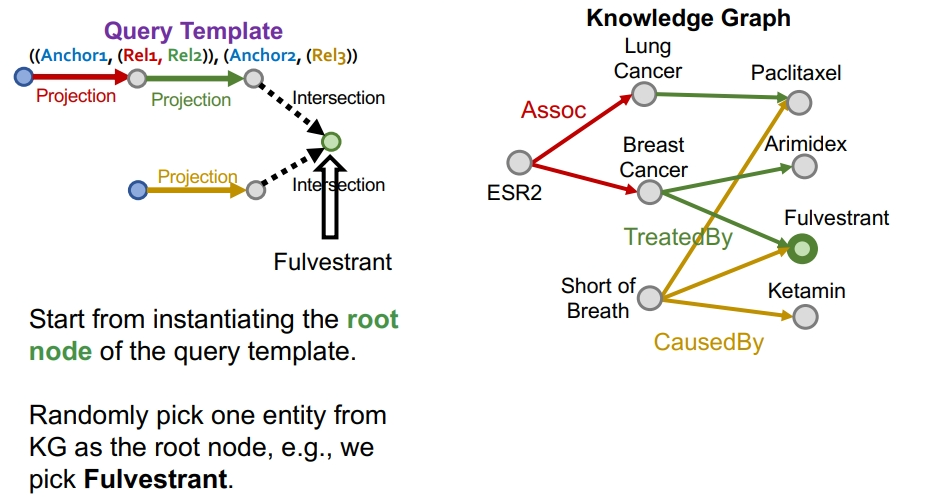 Query Template
((Anchor1, (Rel1, Rel2)), (Anchor2, (Rel3))
Projection
Projection
Intersection
Projection
Intersection
Fulvestrant
Start from instantiating the root
node of the query template.
Randomly pick one entity from
KG as the root node, e.g., we
pick Fulvestrant.
Knowledge Graph
Lung
Cancer
Paclitaxel
Assoc
Breast
Cancer
Arimidex
ESR2
Fulvestrant
TreatedBy
Short of
Breath
Ketamin
CausedBy